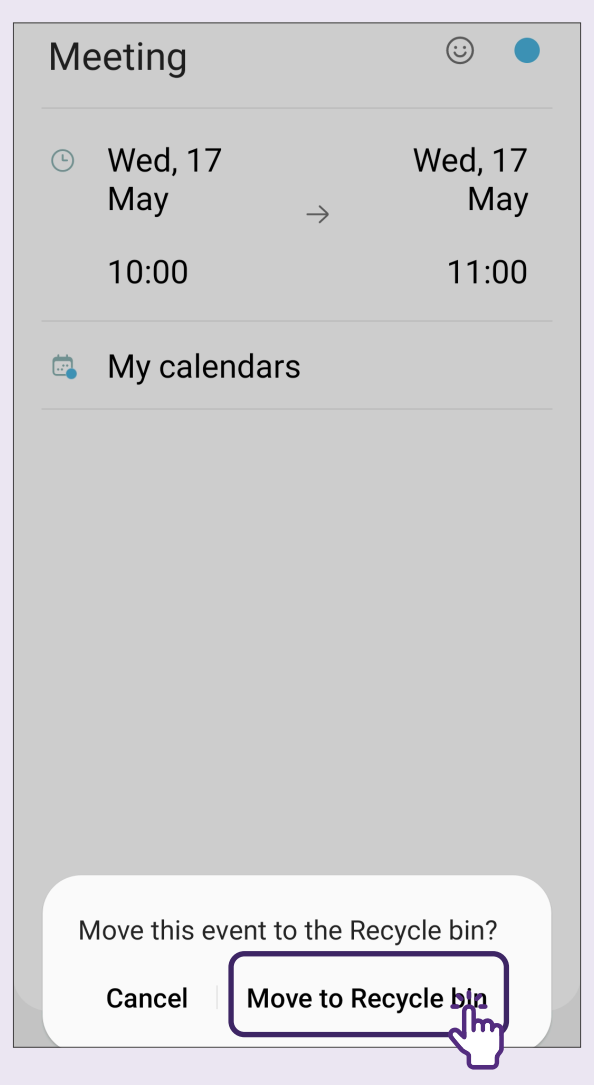 Meeting
Wed, 17
May
Wed, 17
May
10:00
11:00
My calendars
Move this event to the Recycle bin?
Cancel
Move to Recycle bin